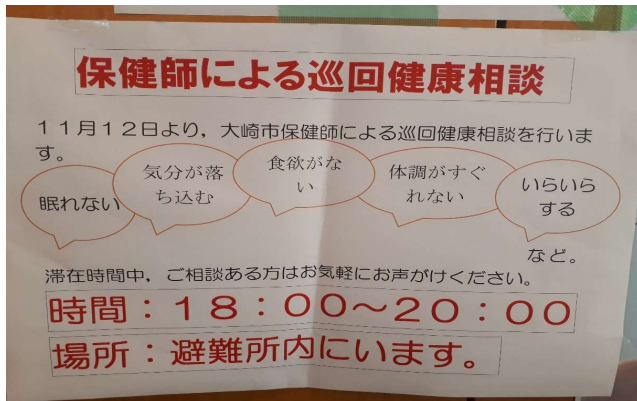 保健師による巡回健康相談
11月12日より，大崎市保健師による巡回健康相談を行いま
す。
眠れない
気分が落
ち込む
食欲がな
い
体調がすぐ
れない
いらいら
する
など。
滞在時間中，ご相談ある方はお気軽にお声がけください。
時間：18：00～20：00
場所：避難所内にいます。